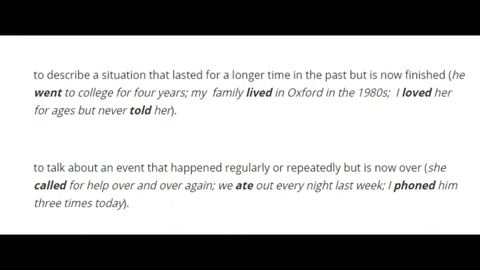 to describe a situation that lasted for a longer time in the past but is now finished (he
went to college for four years; my family lived in Oxford in the 1980s; I loved her
for ages but never told her).
to talk about an event that happened regularly or repeatedly but is now over (she
called for help over and over again; we ate out every night last week; I phoned him
three times today).